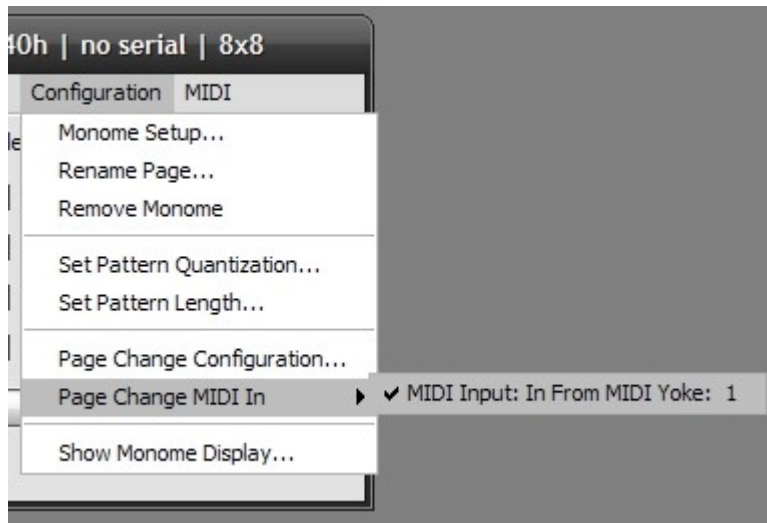 40h | no serial | 8x8
Configuration MIDI
Monome Setup...
Rename Page...
Remove Monome
Set Pattern Quantization...
Set Pattern Length...
Page Change Configuration...
Page Change MIDI In
MIDI Input: In From MIDI Yoke: 1
Show Monome Display...